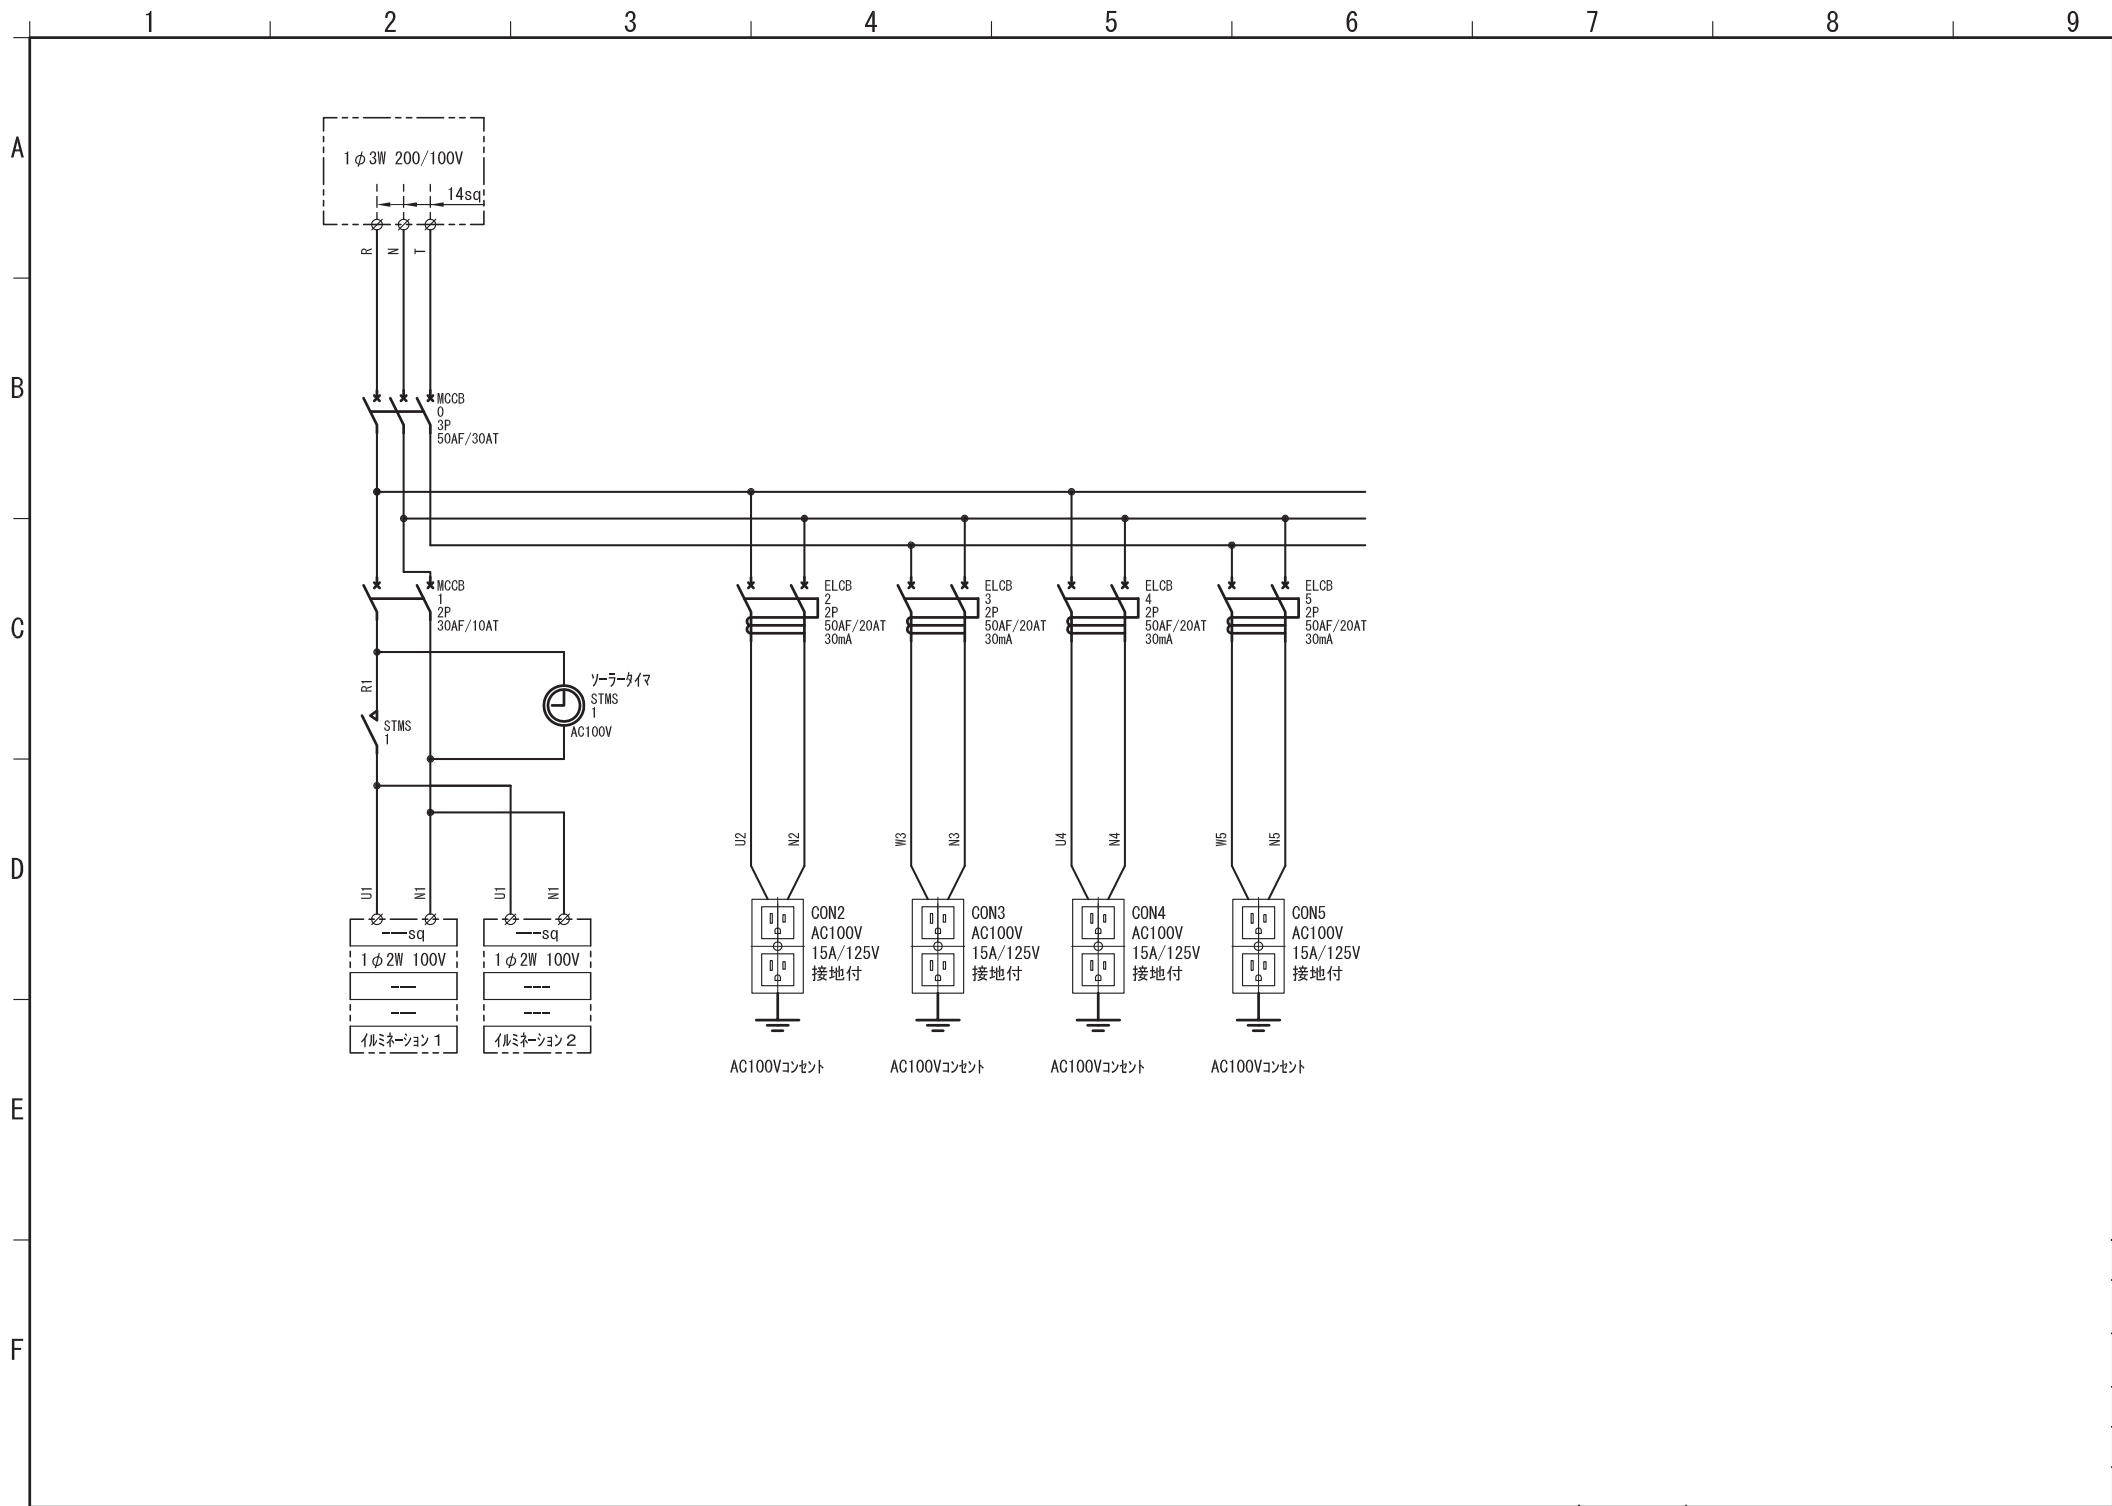 1 2 3 4 5 6 7 8 9
A
1φ3W 200/100V
14sq
R N T
B
MCCB
0
3P
50AF/30AT
C
MCCB
1
2P
30AF/10AT
ELCB
2
2P
50AF/20AT
30mA
ELCB
3
2P
50AF/20AT
30mA
ELCB
4
2P
50AF/20AT
30mA
ELCB
5
2P
50AF/20AT
30mA
R1
ソーラータイマ
STMS
1
AC100V
STMS
1
D
U2 N2 W3 N3 U4 N4 W5 N5
U1 N1 U1 N1
---sq
1φ2W 100V
---
---
イルミネーション1
---sq
1φ2W 100V
---
---
イルミネーション2
CON2
AC100V
15A/125V
接地付
CON3
AC100V
15A/125V
接地付
CON4
AC100V
15A/125V
接地付
CON5
AC100V
15A/125V
接地付
AC100Vコンセント AC100Vコンセント AC100Vコンセント AC100Vコンセント
E
F